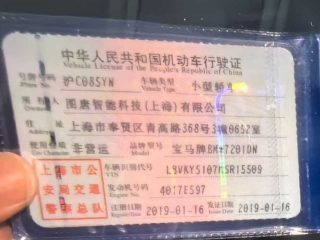 中华人民共和国机动车行驶证
Vehicle License of the People's Republic of China
号牌号码 沪C085YN 车辆类型 小型轿车
Plate No. Vehicle Type
所有人 图鹰智能科技(上海)有限公司
Owner
住址 上海市奉贤区青高路368号3幢0652室
Address
使用性质 非营运 品牌型号 宝马牌BMW7201DN
Use Character Model
上海市公
安局交通
警察总队
车辆识别代号
VIN
发动机号码 4017E597
Engine No.
注册日期 2019-01-16 发证日期 2019-01-16
Register Date Issue Date